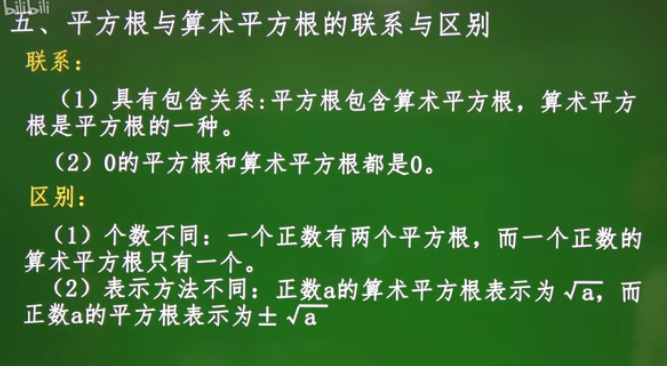 bilibili
五、平方根与算术平方根的联系与区别
联系：
（1）具有包含关系:平方根包含算术平方根，算术平方
根是平方根的一种。
（2）0的平方根和算术平方根都是0。
区别：
（1）个数不同：一个正数有两个平方根，而一个正数的
算术平方根只有一个。
（2）表示方法不同：正数a的算术平方根表示为√a，而
正数a的平方根表示为±√a